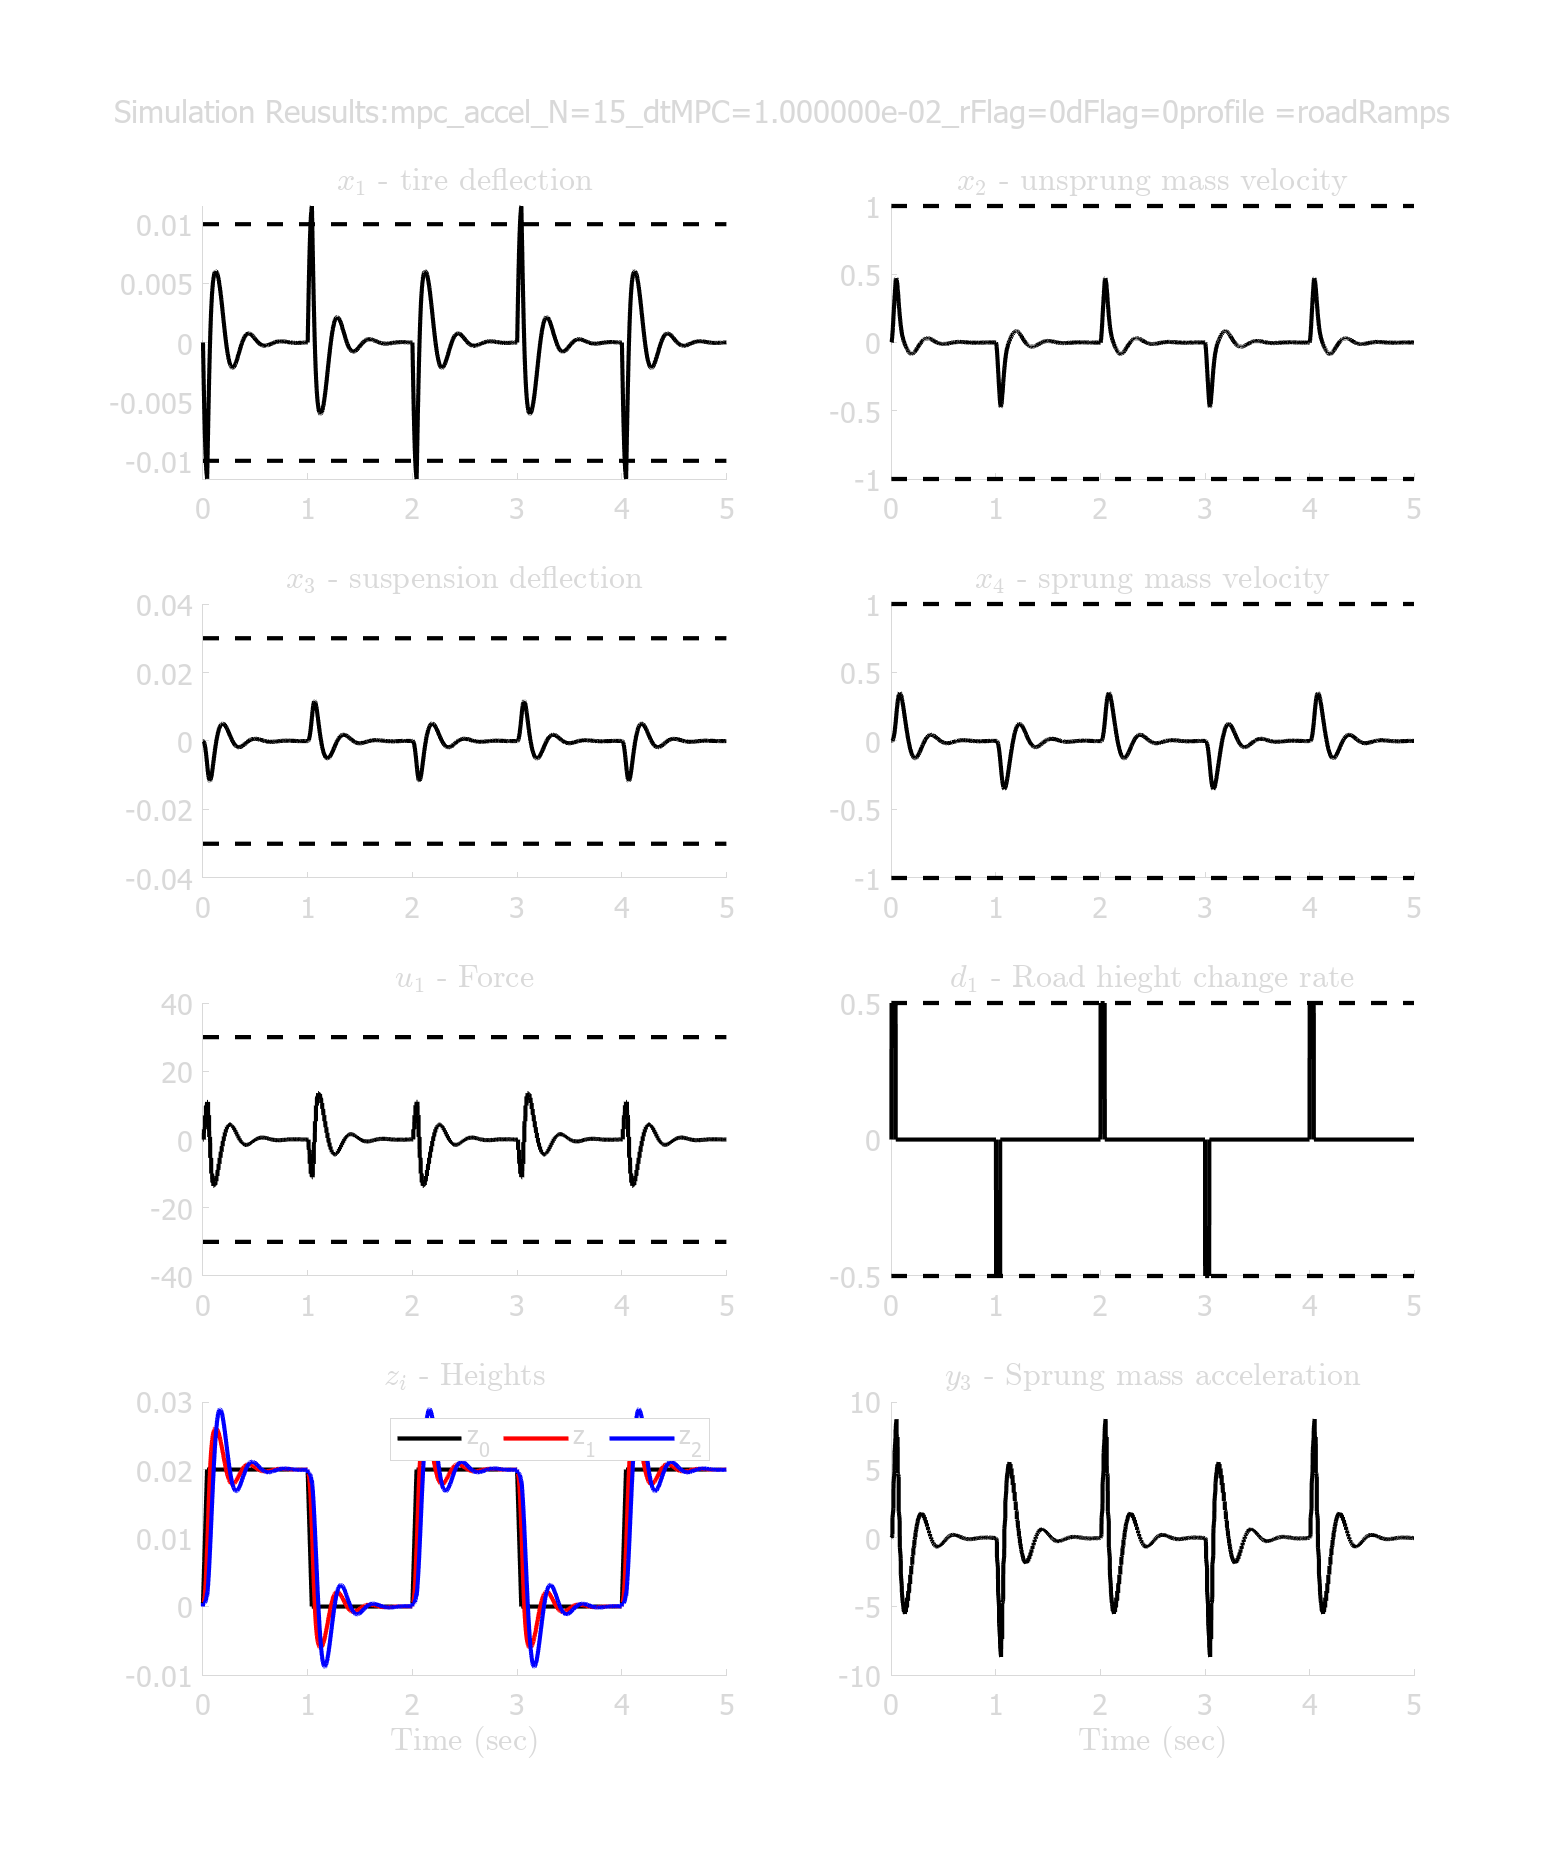 Simulation Reusults:mpc_accel_N=15_dtMPC=1.000000e-02_rFlag=0dFlag=0profile =roadRamps
x₁ - tire deflection
0.01
0.005
0
-0.005
-0.01
0 1 2 3 4 5
x₂ - unsprung mass velocity
1
0.5
0
-0.5
-1
0 1 2 3 4 5
x₃ - suspension deflection
0.04
0.02
0
-0.02
-0.04
0 1 2 3 4 5
x₄ - sprung mass velocity
1
0.5
0
-0.5
-1
0 1 2 3 4 5
u₁ - Force
40
20
0
-20
-40
0 1 2 3 4 5
d₁ - Road hieght change rate
0.5
0
-0.5
0 1 2 3 4 5
zᵢ - Heights
0.03
0.02
0.01
0
-0.01
z₀ z₁ z₂
0 1 2 3 4 5
Time (sec)
y₃ - Sprung mass acceleration
10
5
0
-5
-10
0 1 2 3 4 5
Time (sec)